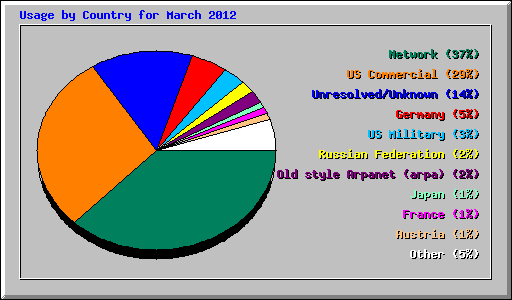 Usage by Country for March 2012
Network (37%)
US Commercial (29%)
Unresolved/Unknown (14%)
Germany (5%)
US Military (3%)
Russian Federation (2%)
Old style Arpanet (arpa) (2%)
Japan (1%)
France (1%)
Austria (1%)
Other (5%)